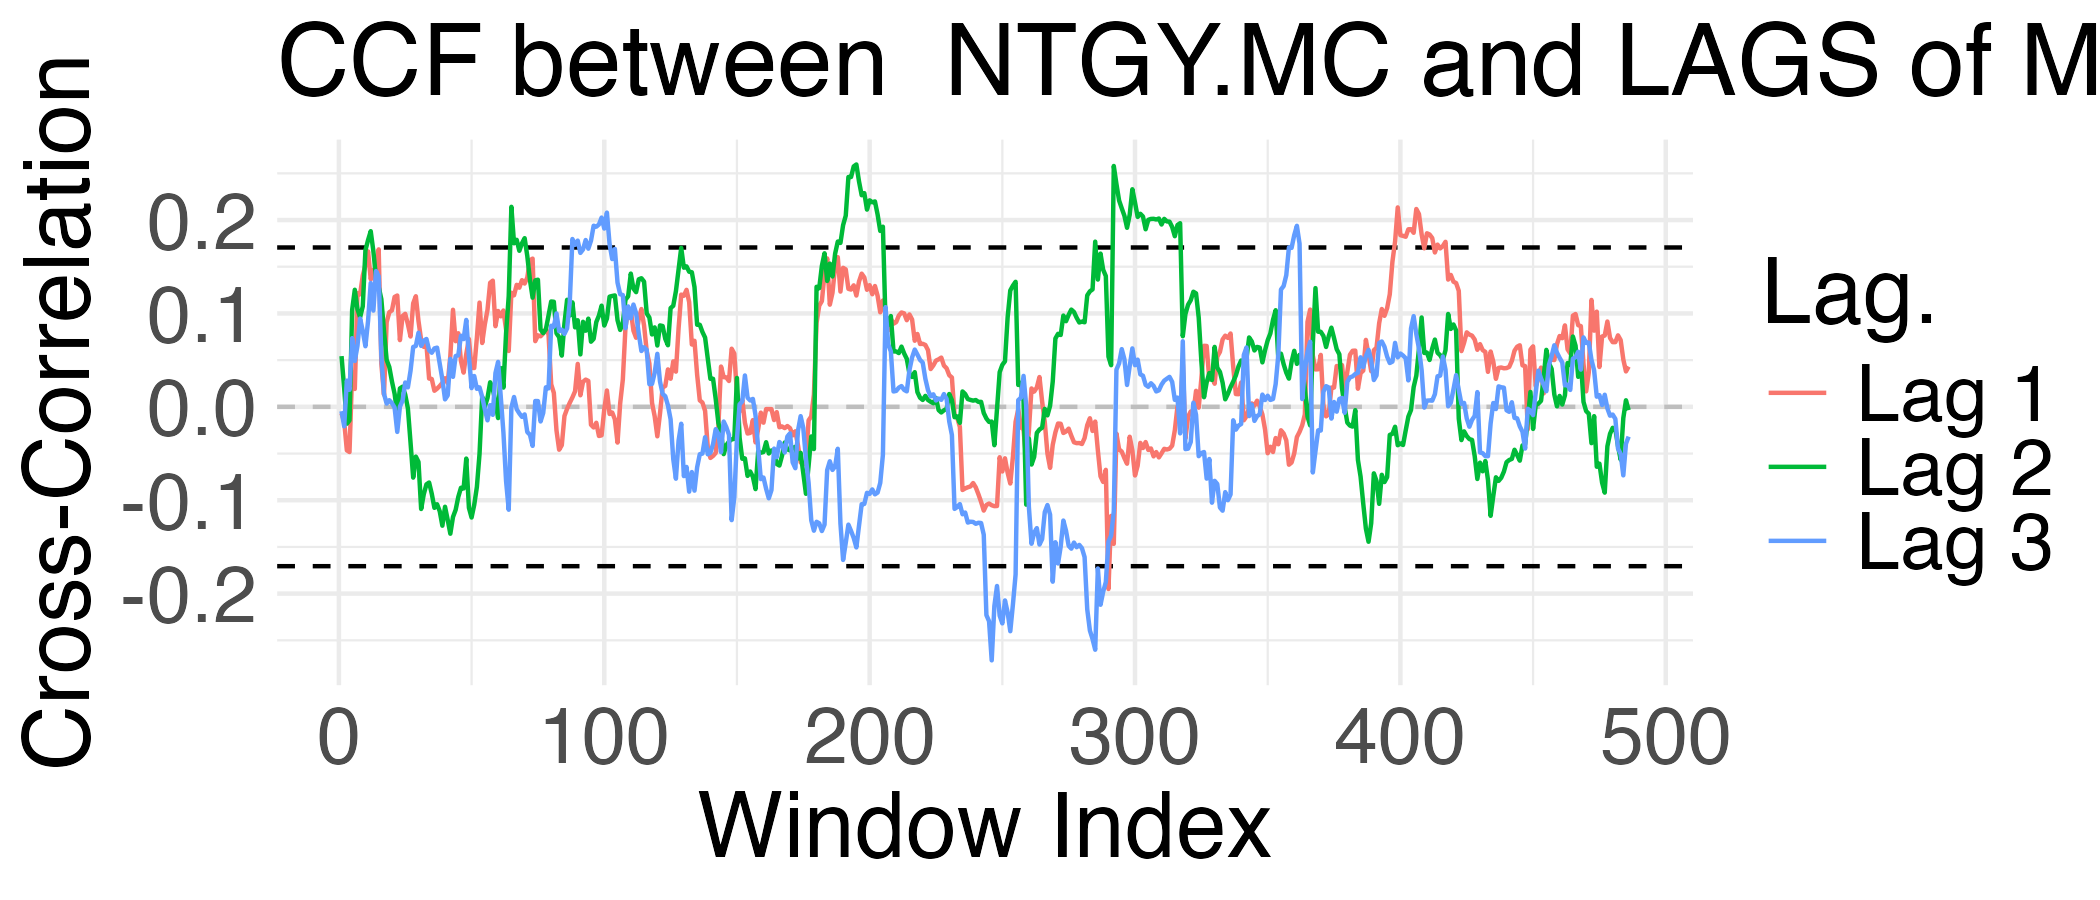 CCF between  NTGY.MC and LAGS of M
Cross-Correlation
0.2
0.1
0.0
-0.1
-0.2
0 100 200 300 400 500
Window Index
Lag.
Lag 1
Lag 2
Lag 3